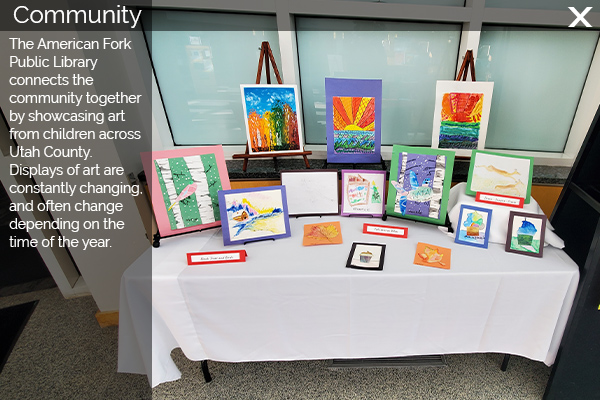 Community
The American Fork
Public Library
connects the
community together
by showcasing art
from children across
Utah County.
Displays of art are
constantly changing,
and often change
depending on the
time of the year.